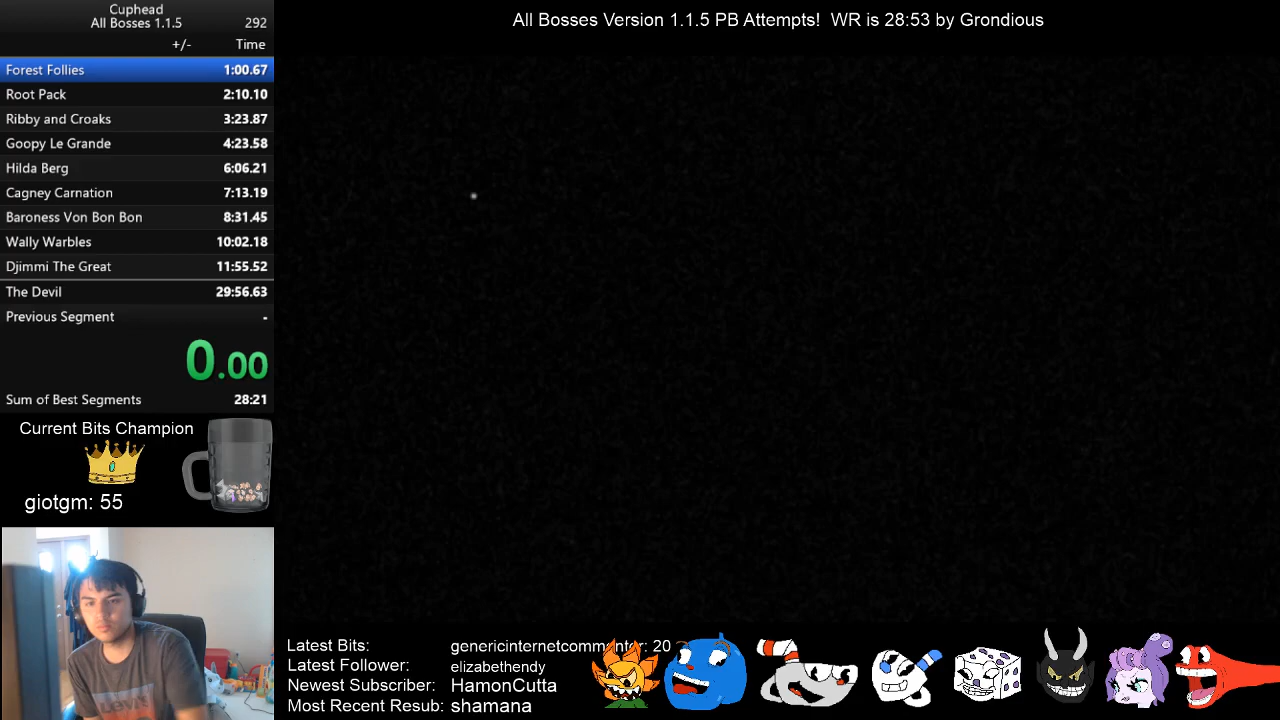 Cuphead
All Bosses 1.1.5 292
+/- Time
Forest Follies 1:00.67
Root Pack 2:10.10
Ribby and Croaks 3:23.87
Goopy Le Grande 4:23.58
Hilda Berg 6:06.21
Cagney Carnation 7:13.19
Baroness Von Bon Bon 8:31.45
Wally Warbles 10:02.18
Djimmi The Great 11:55.52
The Devil 29:56.63
Previous Segment -
0.00
Sum of Best Segments 28:21
Current Bits Champion
giotgm: 55
All Bosses Version 1.1.5 PB Attempts! WR is 28:53 by Grondious
LEVI'S
Latest Bits: genericinternetcommenter: 20
Latest Follower: elizabethendy
Newest Subscriber: HamonCutta
Most Recent Resub: shamana